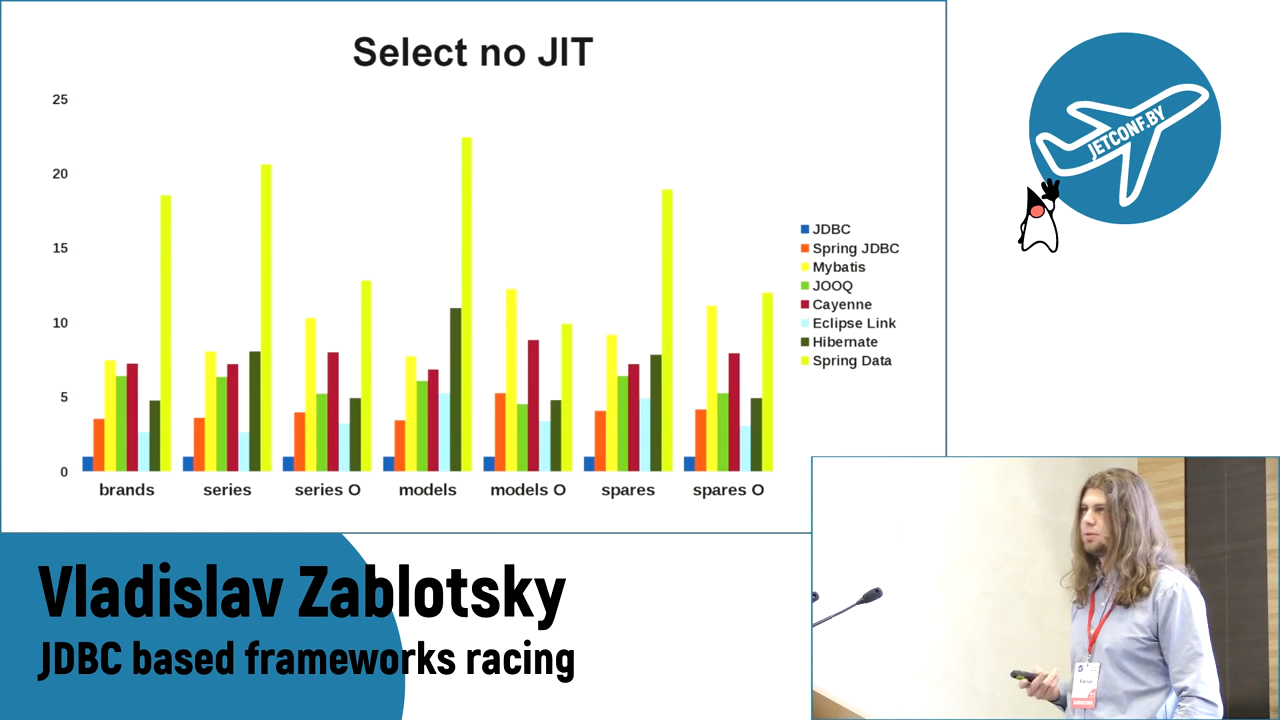 Select no JIT
25
20
15
10
5
0
brands series series O models models O spares spares O
JDBC
Spring JDBC
Mybatis
JOOQ
Cayenne
Eclipse Link
Hibernate
Spring Data
JETCONF.BY
Vladislav Zablotsky
JDBC based frameworks racing